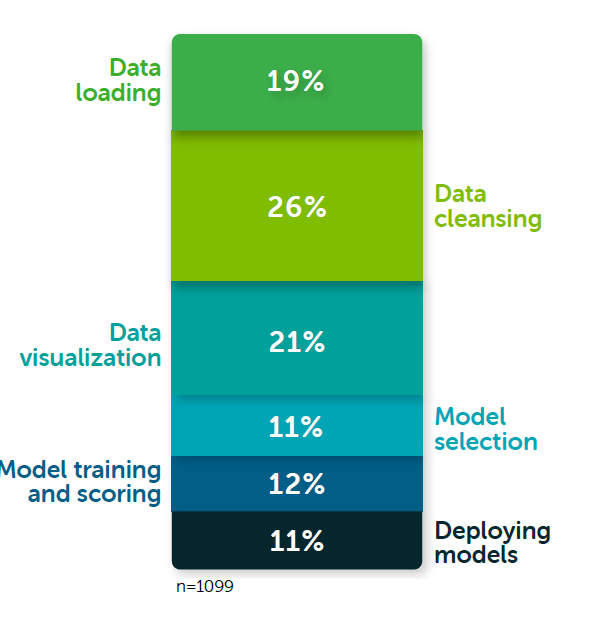 Data
loading
19%
26%
Data
cleansing
Data
visualization
21%
11%
Model
selection
Model training
and scoring
12%
11%
Deploying
models
n=1099